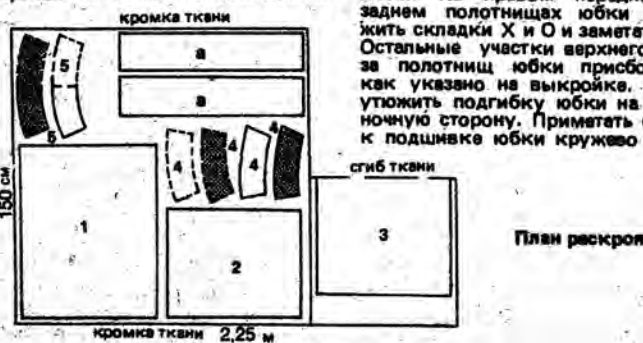 кромка ткани
заднем полотнищах юбки
жить складки Х и О и заметат
Остальные участки верхнего
за полотнищ юбки присбо
как указано на выкройке.
утюжить подгибку юбки на
ночную сторону. Приметать
к подшивке юбки кружево
5
а
а
5
4
4
4
4
150 см
1
2
сгиб ткани
3
План раскроя
кромка ткани 2,25 м